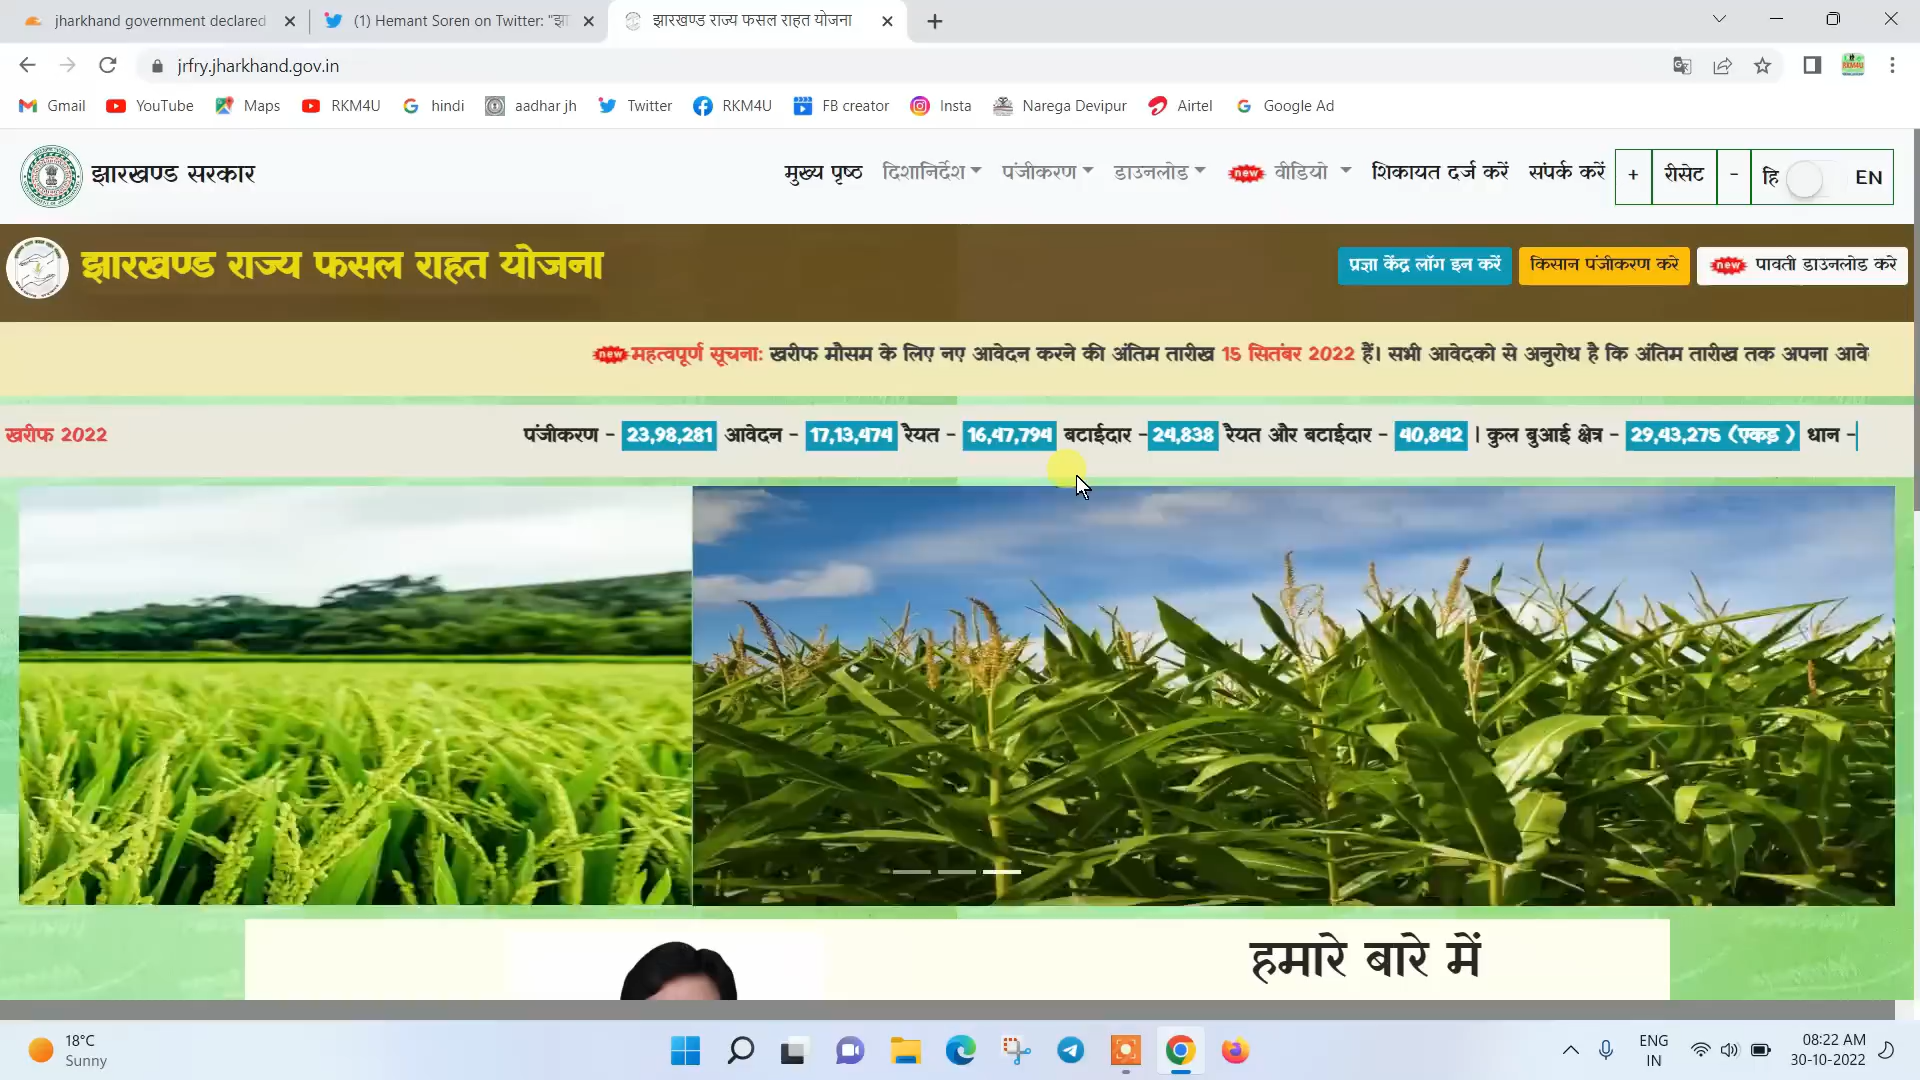 jharkhand government declared
(1) Hemant Soren on Twitter: "झा
झारखण्ड राज्य फसल राहत योजना
jrfry.jharkhand.gov.in
Gmail YouTube Maps RKM4U hindi aadhar jh Twitter RKM4U FB creator Insta Narega Devipur Airtel Google Ad
झारखण्ड सरकार
मुख्य पृष्ठ दिशानिर्देश पंजीकरण डाउनलोड new वीडियो शिकायत दर्ज करें संपर्क करें + रीसेट - हि EN
झारखण्ड राज्य फसल राहत योजना
प्रज्ञा केंद्र लॉग इन करें किसान पंजीकरण करे new पावती डाउनलोड करे
new महत्वपूर्ण सूचना: खरीफ मौसम के लिए नए आवेदन करने की अंतिम तारीख 15 सितंबर 2022 हैं। सभी आवेदको से अनुरोध है कि अंतिम तारीख तक अपना आवे
खरीफ 2022 पंजीकरण - 23,98,281 आवेदन - 17,13,474 रैयत - 16,47,794 बटाईदार -24,838 रैयत और बटाईदार - 40,842 | कुल बुआई क्षेत्र - 29,43,275 (एकड़ ) धान -
हमारे बारे में
18°C
Sunny
ENG
IN
08:22 AM
30-10-2022